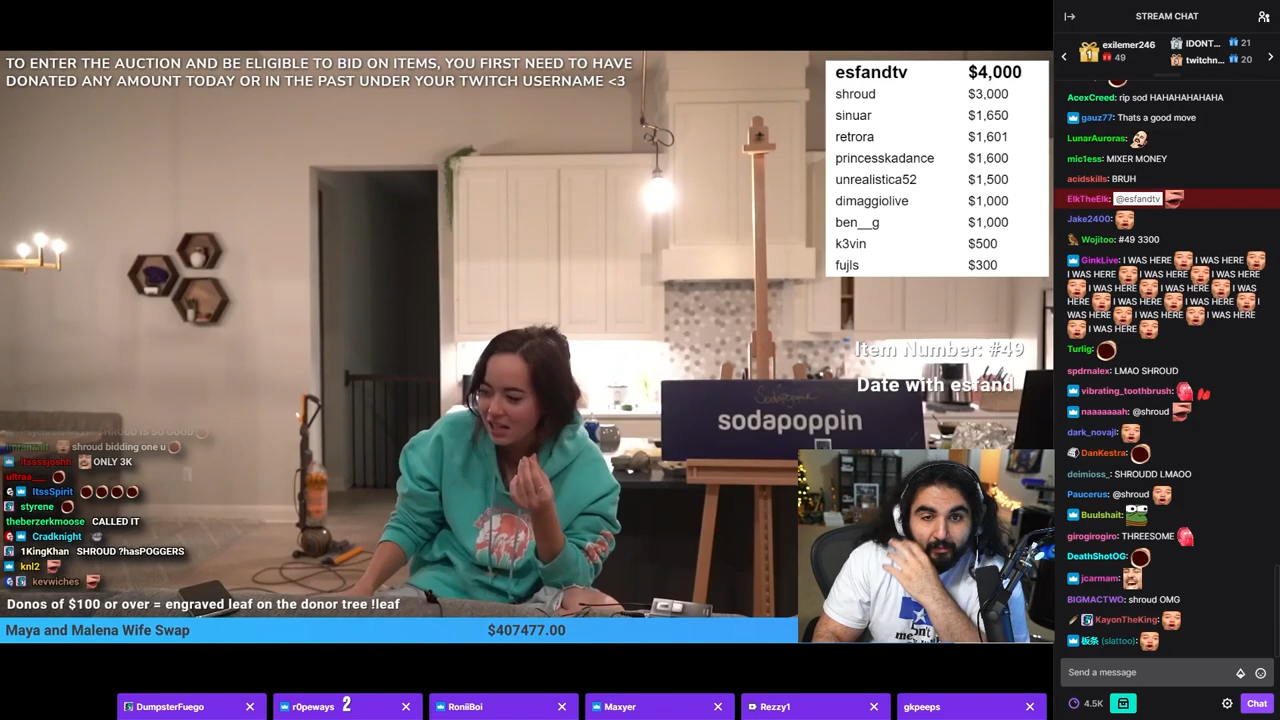 TO ENTER THE AUCTION AND BE ELIGIBLE TO BID ON ITEMS, YOU FIRST NEED TO HAVE
DONATED ANY AMOUNT TODAY OR IN THE PAST UNDER YOUR TWITCH USERNAME <3
esfandtv $4,000
shroud $3,000
sinuar $1,650
retrora $1,601
princesskadance $1,600
unrealistica52 $1,500
dimaggiolive $1,000
ben__g $1,000
k3vin $500
fujls $300
Item Number: #49
Date with esfand
Sodapoppin
sodapoppin
shroud bidding one u
itssssjoshh ONLY 3K
ultraa___
ItssSpirit
styrene
theberzerkmoose CALLED IT
Cradknight
1KingKhan SHROUD ?hasPOGGERS
knl2
kevwiches
Donos of $100 or over = engraved leaf on the donor tree !leaf
Maya and Malena Wife Swap $407477.00
DumpsterFuego
r0peways 2
RoniiBoi
Maxyer
Rezzy1
gkpeeps
STREAM CHAT
exilemer246
49
IDONT... 21
twitchn... 20
AcexCreed: rip sod HAHAHAHAHAHA
gauz77: Thats a good move
LunarAuroras:
mic1ess: MIXER MONEY
acidskills: BRUH
ElkTheElk: @esfandtv
Jake2400:
Wojitoo: #49 3300
GinkLive: I WAS HERE I WAS HERE
I WAS HERE I WAS HERE I WAS HERE
I WAS HERE I WAS HERE I WAS
HERE I WAS HERE I WAS HERE I
WAS HERE I WAS HERE I WAS HERE
I WAS HERE
Turlig:
spdrnalex: LMAO SHROUD
vibrating_toothbrush:
naaaaaaah: @shroud
dark_novaji:
DanKestra:
deimioss_: SHROUDD LMAOO
Paucerus: @shroud
Buulshait:
girogirogiro: THREESOME
DeathShotOG:
jcarmam:
BIGMACTWO: shroud OMG
KayonTheKing:
板条 (slattoo):
Send a message
4.5K
Chat